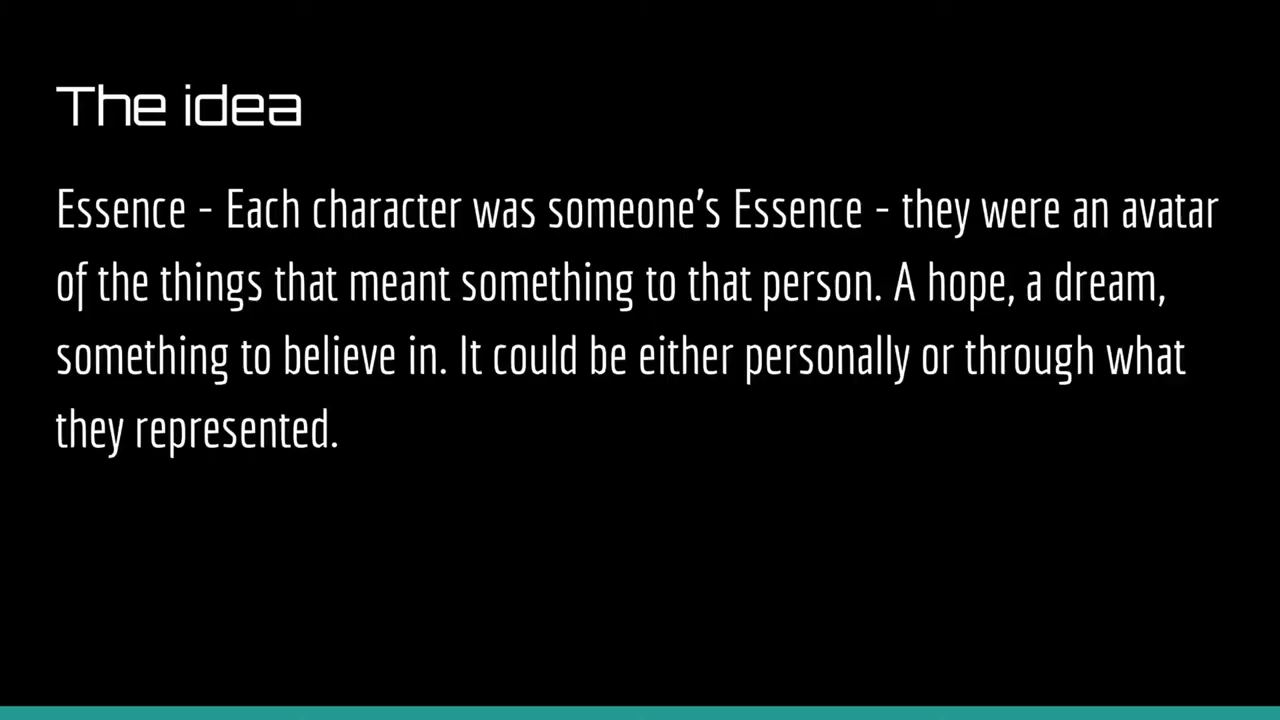 The idea
Essence - Each character was someone's Essence - they were an avatar
of the things that meant something to that person. A hope, a dream,
something to believe in. It could be either personally or through what
they represented.